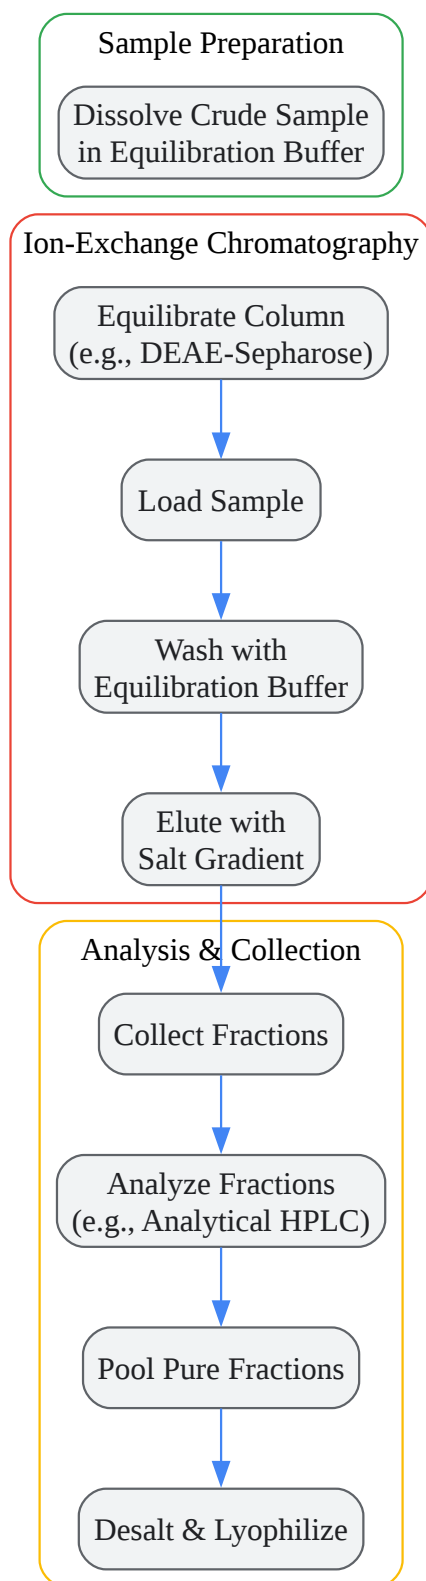 Sample Preparation
Dissolve Crude Sample
in Equilibration Buffer
Ion-Exchange Chromatography
Equilibrate Column
(e.g., DEAE-Sepharose)
Load Sample
Wash with
Equilibration Buffer
Elute with
Salt Gradient
Analysis & Collection
Collect Fractions
Analyze Fractions
(e.g., Analytical HPLC)
Pool Pure Fractions
Desalt & Lyophilize